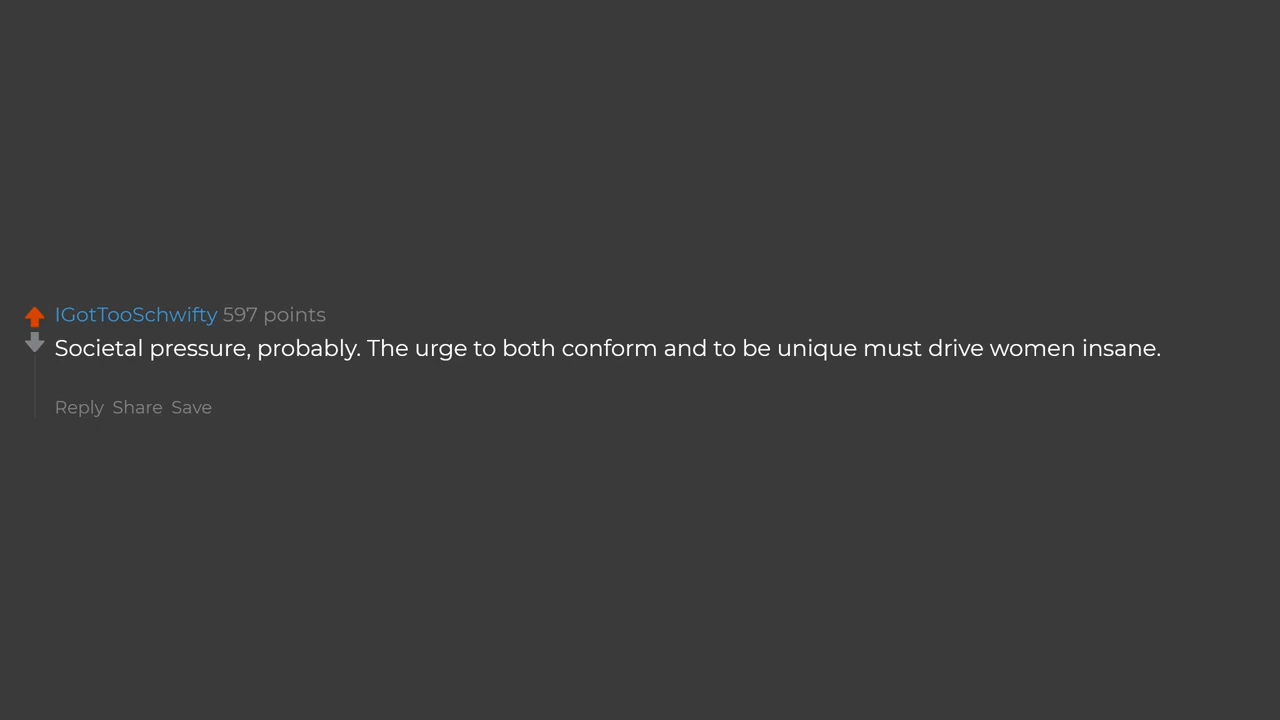 IGotTooSchwifty 597 points
Societal pressure, probably. The urge to both conform and to be unique must drive women insane.
Reply Share Save